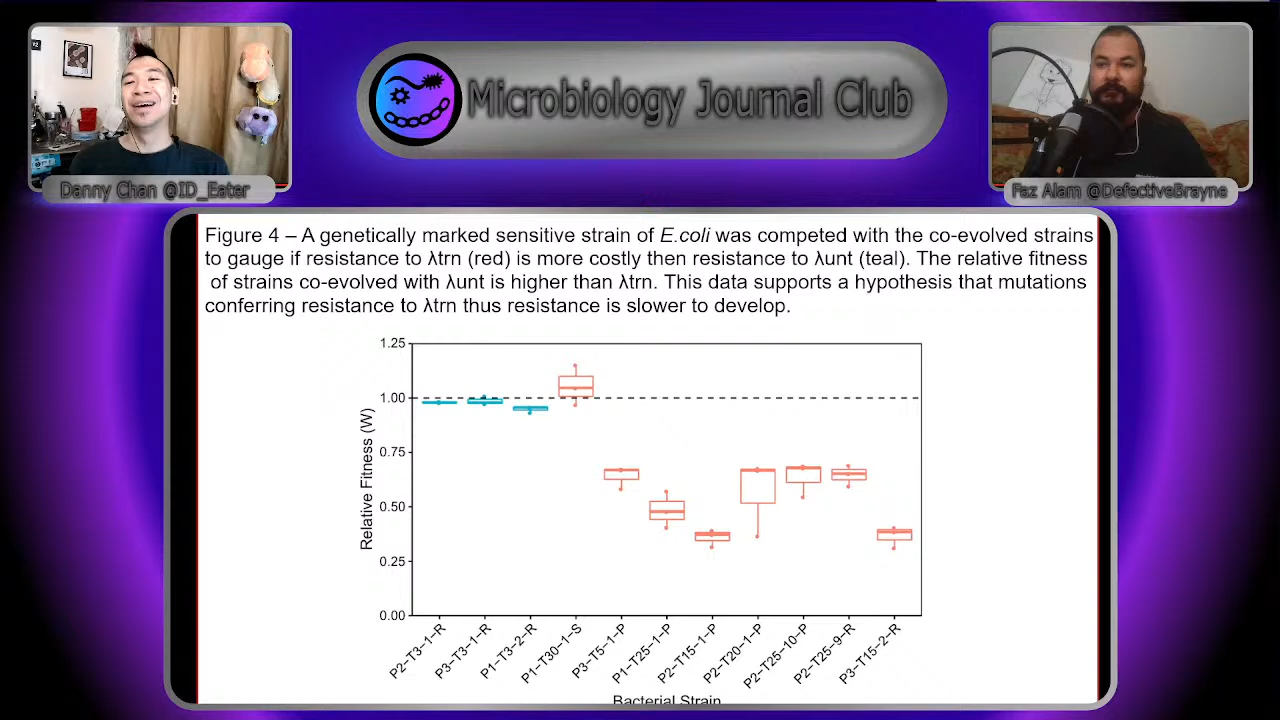 Microbiology Journal Club
Danny Chan @ID_Eater
Faz Alam @DefectiveBrayne
Figure 4 – A genetically marked sensitive strain of E.coli was competed with the co-evolved strains
to gauge if resistance to λtrn (red) is more costly then resistance to λunt (teal). The relative fitness
of strains co-evolved with λunt is higher than λtrn. This data supports a hypothesis that mutations
conferring resistance to λtrn thus resistance is slower to develop.
1.25
1.00
0.75
0.50
0.25
0.00
Relative Fitness (W)
P2–T3–1–R
P3–T3–1–R
P1–T3–2–R
P1–T30–1–S
P3–T5–1–P
P1–T25–1–P
P2–T15–1–P
P2–T20–1–P
P2–T25–10–P
P2–T25–9–R
P3–T15–2–R
Bacterial Strain